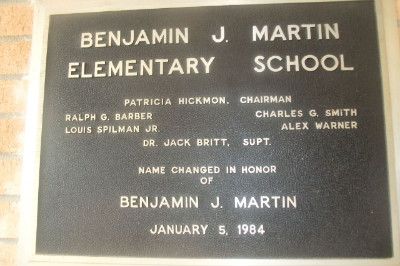 BENJAMIN J. MARTIN
ELEMENTARY SCHOOL
PATRICIA HICKMON, CHAIRMAN
RALPH G. BARBER CHARLES G. SMITH
LOUIS SPILMAN JR ALEX WARNER
DR. JACK BRITT, SUPT.
NAME CHANGED IN HONOR
OF
BENJAMIN J. MARTIN
JANUARY 5, 1984